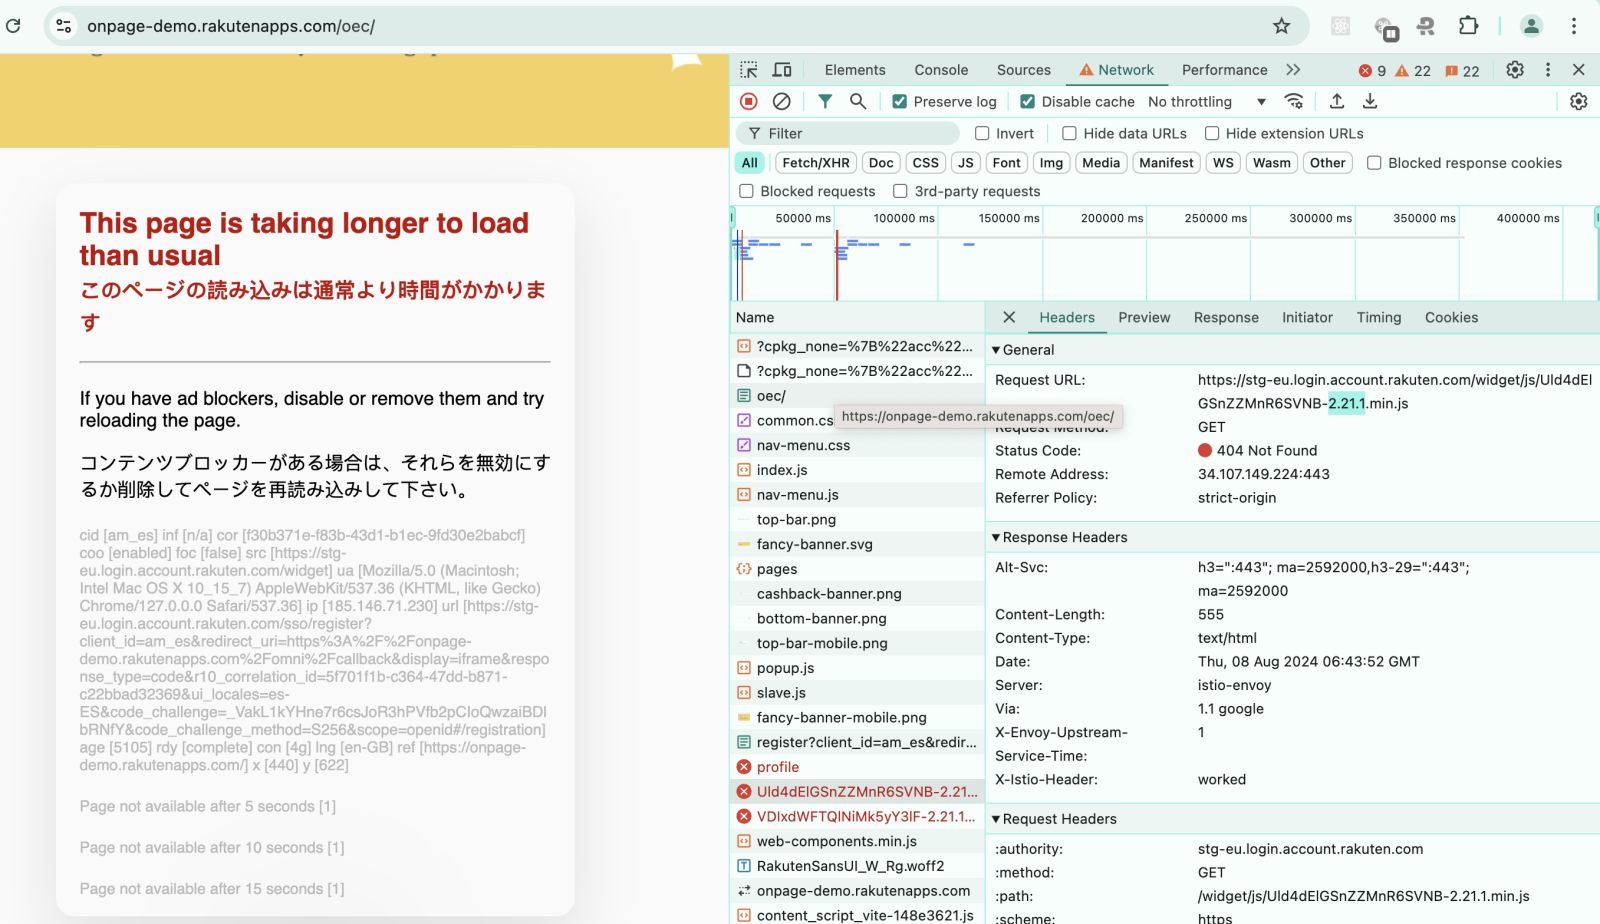 onpage-demo.rakutenapps.com/oec/
This page is taking longer to load
than usual
このページの読み込みは通常より時間がかかりま
す
If you have ad blockers, disable or remove them and try
reloading the page.
コンテンツブロッカーがある場合は、それらを無効にす
るか削除してページを再読み込みして下さい。
cid [am_es] inf [n/a] cor [f30b371e-f83b-43d1-b1ec-9fd30e2babcf]
coo [enabled] foc [false] src [https://stg-
eu.login.account.rakuten.com/widget] ua [Mozilla/5.0 (Macintosh;
Intel Mac OS X 10_15_7) AppleWebKit/537.36 (KHTML, like Gecko)
Chrome/127.0.0.0 Safari/537.36] ip [185.146.71.230] url [https://stg-
eu.login.account.rakuten.com/sso/register?
client_id=am_es&redirect_uri=https%3A%2F%2Fonpage-
demo.rakutenapps.com%2Fomni%2Fcallback&display=iframe&respo
nse_type=code&r10_correlation_id=5f701f1b-c364-47dd-b871-
c22bbad32369&ui_locales=es-
ES&code_challenge=_VakL1kYHne7r6csJoR3hPVfb2pCIoQwzaiBDl
bRNfY&code_challenge_method=S256&scope=openid#/registration]
age [5105] rdy [complete] con [4g] lng [en-GB] ref [https://onpage-
demo.rakutenapps.com/] x [440] y [622]
Page not available after 5 seconds [1]
Page not available after 10 seconds [1]
Page not available after 15 seconds [1]
Elements Console Sources Network Performance 9 22 22
Preserve log Disable cache No throttling
Filter Invert Hide data URLs Hide extension URLs
All Fetch/XHR Doc CSS JS Font Img Media Manifest WS Wasm Other Blocked response cookies
Blocked requests 3rd-party requests
50000 ms 100000 ms 150000 ms 200000 ms 250000 ms 300000 ms 350000 ms 400000 ms
Name
?cpkg_none=%7B%22acc%22...
?cpkg_none=%7B%22acc%22...
oec/
common.cs
https://onpage-demo.rakutenapps.com/oec/
nav-menu.css
index.js
nav-menu.js
top-bar.png
fancy-banner.svg
pages
cashback-banner.png
bottom-banner.png
top-bar-mobile.png
popup.js
slave.js
fancy-banner-mobile.png
register?client_id=am_es&redir...
profile
Uld4dElGSnZZMnR6SVNB-2.21...
VDIxdWFTQlNiMk5yY3lF-2.21.1...
web-components.min.js
RakutenSansUI_W_Rg.woff2
onpage-demo.rakutenapps.com
content_script_vite-148e3621.js
Headers Preview Response Initiator Timing Cookies
General
Request URL: https://stg-eu.login.account.rakuten.com/widget/js/Uld4dEl
GSnZZMnR6SVNB-2.21.1.min.js
Request Method: GET
Status Code: 404 Not Found
Remote Address: 34.107.149.224:443
Referrer Policy: strict-origin
Response Headers
Alt-Svc: h3=":443"; ma=2592000,h3-29=":443";
ma=2592000
Content-Length: 555
Content-Type: text/html
Date: Thu, 08 Aug 2024 06:43:52 GMT
Server: istio-envoy
Via: 1.1 google
X-Envoy-Upstream- 1
Service-Time:
X-Istio-Header: worked
Request Headers
:authority: stg-eu.login.account.rakuten.com
:method: GET
:path: /widget/js/Uld4dElGSnZZMnR6SVNB-2.21.1.min.js
:scheme: https